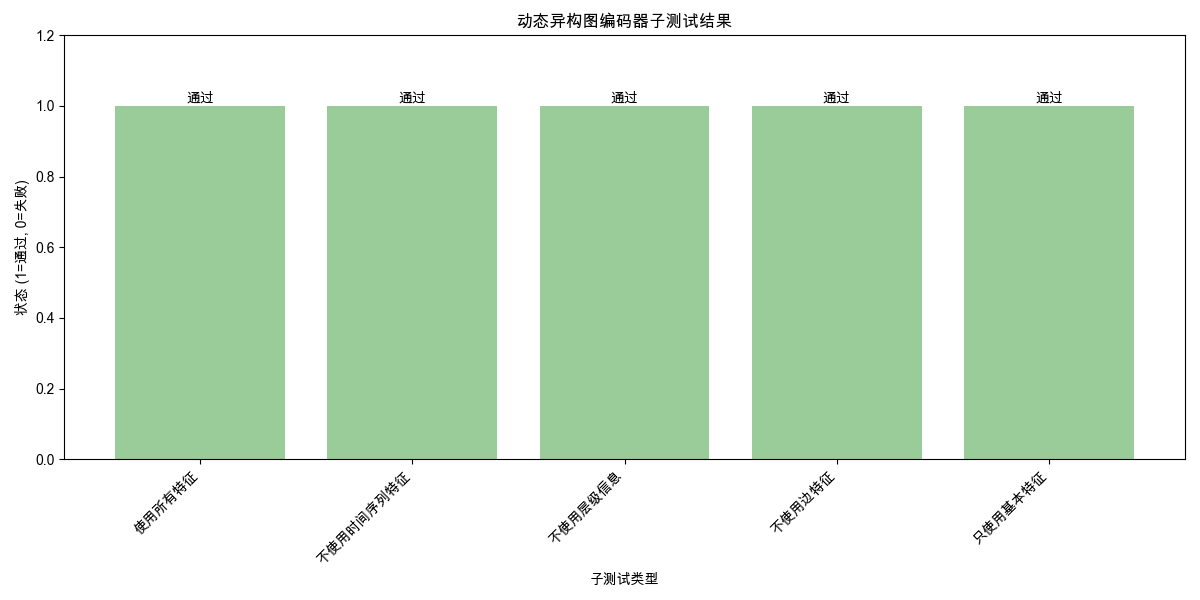 动态异构图编码器子测试结果
1.2
1.0
0.8
0.6
0.4
0.2
0.0
状态 (1=通过, 0=失败)
通过
通过
通过
通过
通过
使用所有特征
不使用时间序列特征
不使用层级信息
不使用边特征
只使用基本特征
子测试类型